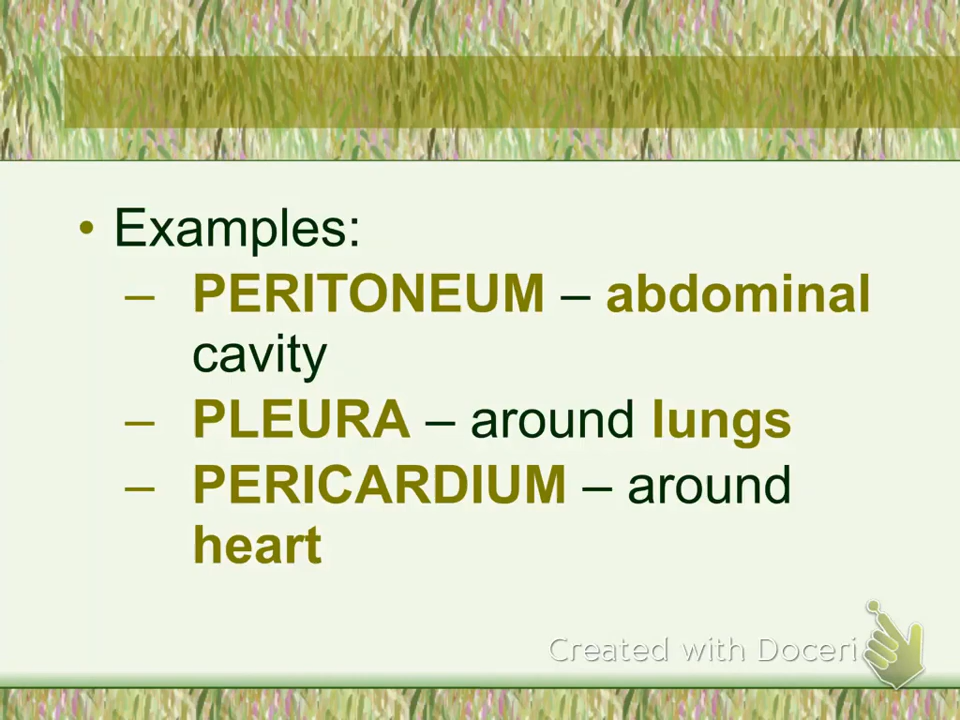 • Examples:
– PERITONEUM – abdominal
cavity
– PLEURA – around lungs
– PERICARDIUM – around
heart
Created with Doceri